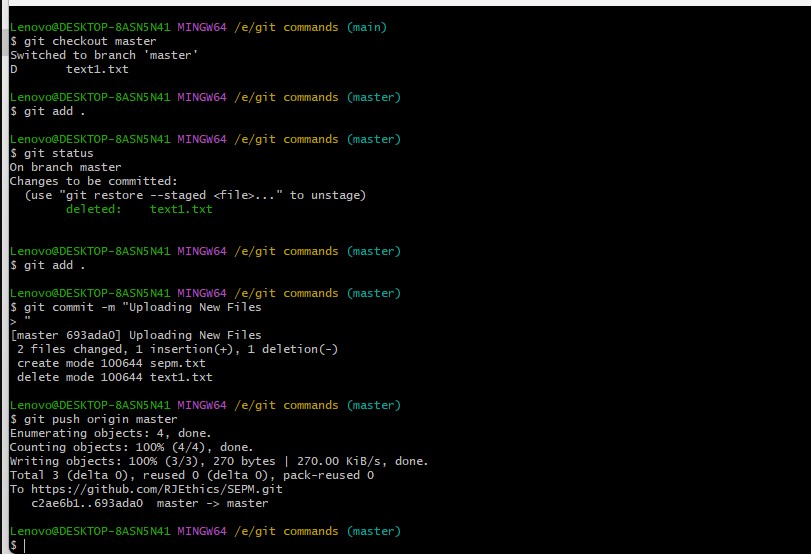 Lenovo@DESKTOP-8ASN5N41 MINGW64 /e/git commands (main)
$ git checkout master
Switched to branch 'master'
D       text1.txt
Lenovo@DESKTOP-8ASN5N41 MINGW64 /e/git commands (master)
$ git add .
Lenovo@DESKTOP-8ASN5N41 MINGW64 /e/git commands (master)
$ git status
On branch master
Changes to be committed:
  (use "git restore --staged <file>..." to unstage)
        deleted:    text1.txt
Lenovo@DESKTOP-8ASN5N41 MINGW64 /e/git commands (master)
$ git add .
Lenovo@DESKTOP-8ASN5N41 MINGW64 /e/git commands (master)
$ git commit -m "Uploading New Files
> "
[master 693ada0] Uploading New Files
 2 files changed, 1 insertion(+), 1 deletion(-)
 create mode 100644 sepm.txt
 delete mode 100644 text1.txt
Lenovo@DESKTOP-8ASN5N41 MINGW64 /e/git commands (master)
$ git push origin master
Enumerating objects: 4, done.
Counting objects: 100% (4/4), done.
Writing objects: 100% (3/3), 270 bytes | 270.00 KiB/s, done.
Total 3 (delta 0), reused 0 (delta 0), pack-reused 0
To https://github.com/RJEthics/SEPM.git
   c2ae6b1..693ada0  master -> master
Lenovo@DESKTOP-8ASN5N41 MINGW64 /e/git commands (master)
$